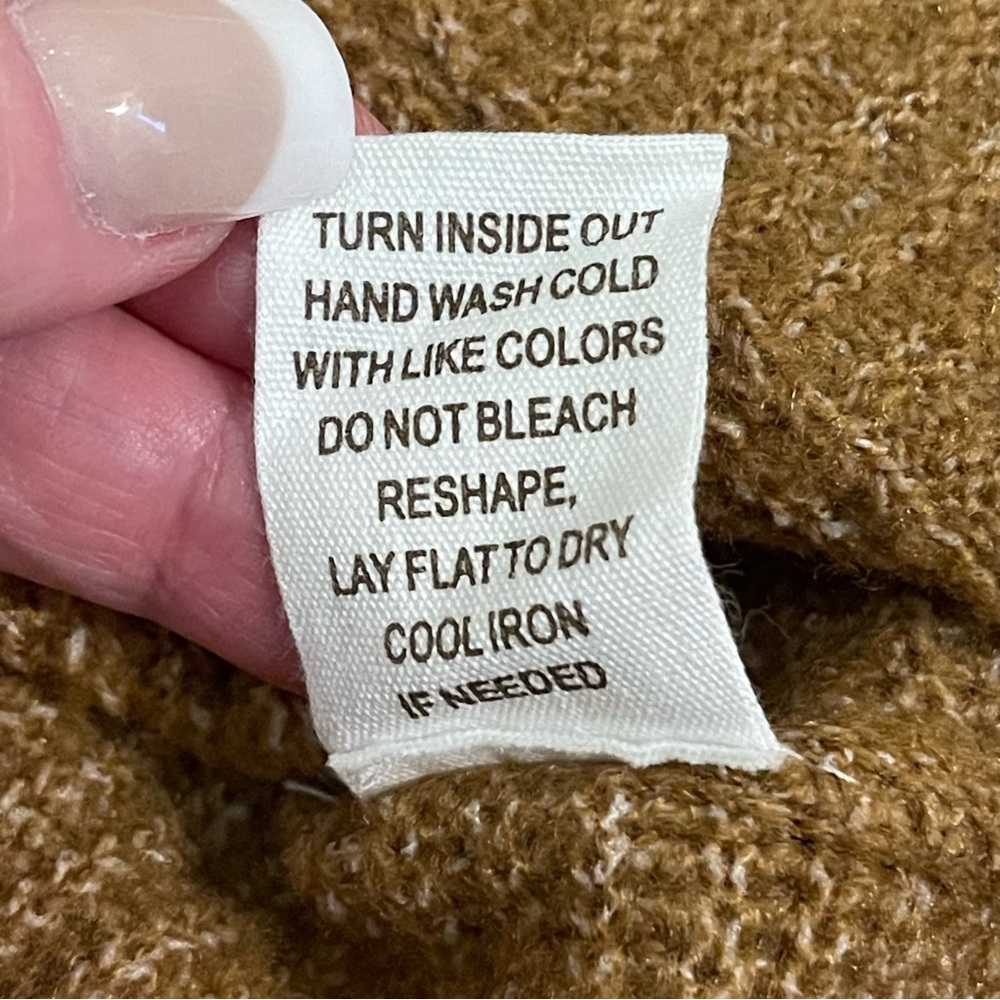 TURN INSIDE OUT
HAND WASH COLD
WITH LIKE COLORS
DO NOT BLEACH
RESHAPE,
LAY FLAT TO DRY
COOL IRON
IF NEEDED